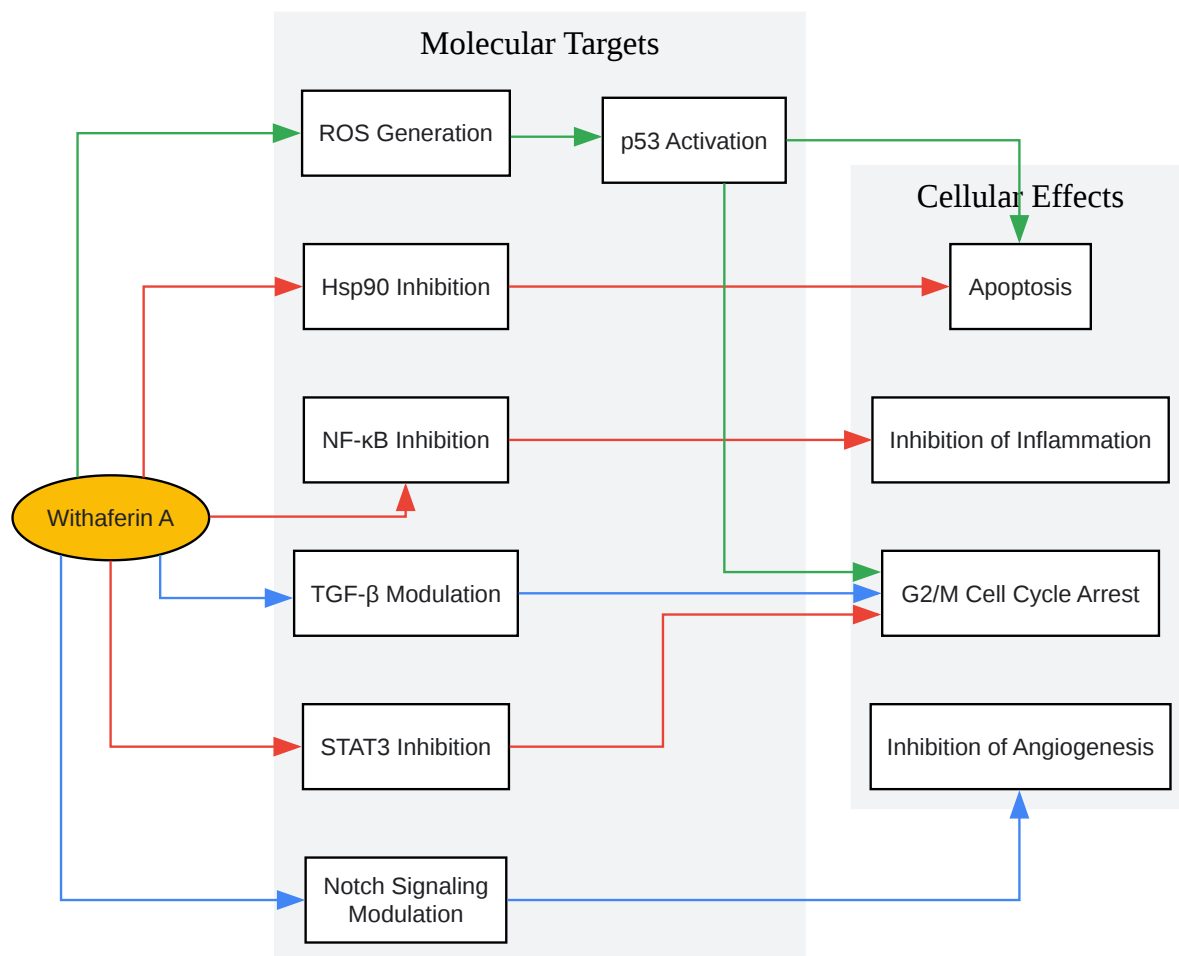 Molecular Targets
ROS Generation
p53 Activation
Cellular Effects
Hsp90 Inhibition
Apoptosis
NF-κB Inhibition
Inhibition of Inflammation
Withaferin A
TGF-β Modulation
G2/M Cell Cycle Arrest
STAT3 Inhibition
Inhibition of Angiogenesis
Notch Signaling
Modulation